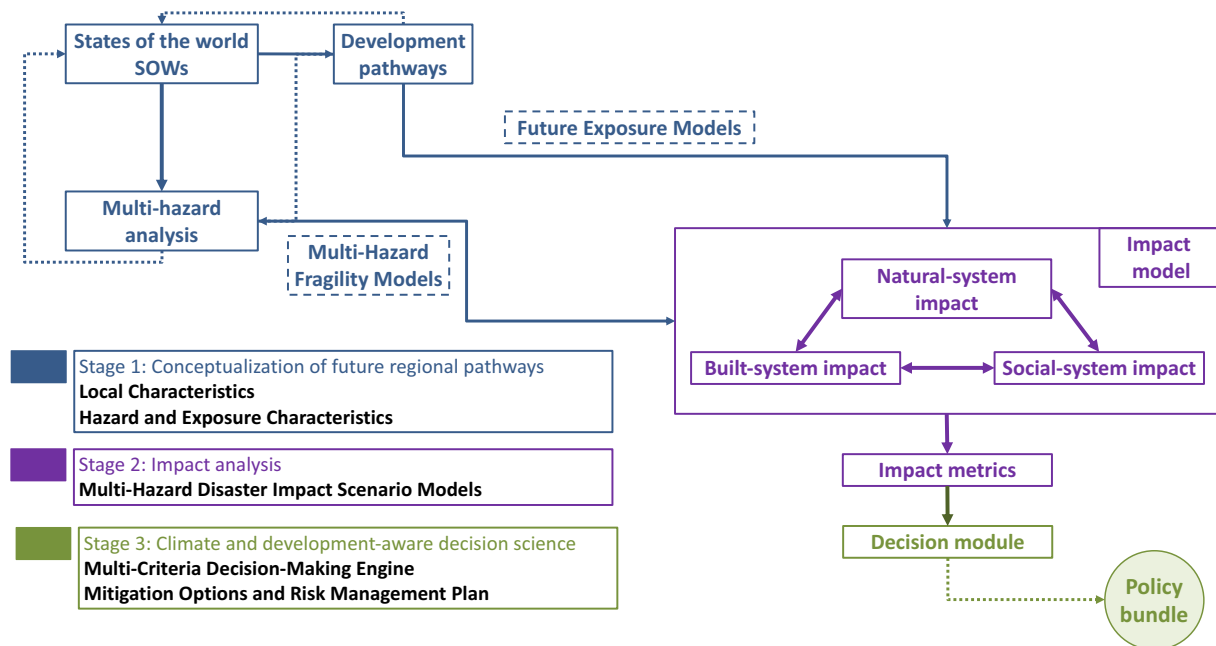 States of the world
SOWs
Development
pathways
Future Exposure Models
Multi-hazard
analysis
Multi-Hazard
Fragility Models
Impact
model
Natural-system
impact
Built-system impact
Social-system impact
Stage 1: Conceptualization of future regional pathways
Local Characteristics
Hazard and Exposure Characteristics
Stage 2: Impact analysis
Multi-Hazard Disaster Impact Scenario Models
Impact metrics
Stage 3: Climate and development-aware decision science
Multi-Criteria Decision-Making Engine
Mitigation Options and Risk Management Plan
Decision module
Policy
bundle